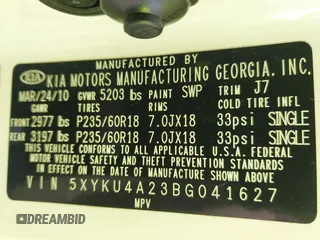 MANUFACTURED BY
KIA KIA MOTORS MANUFACTURING GEORGIA, INC.
MAR/24/10 GVWR 5203 lbs PAINT SWP TRIM J7
GAWR TIRES RIMS COLD TIRE INFL
FRONT 2977 lbs P235/60R18 7.0JX18 33psi SINGLE
REAR 3197 lbs P235/60R18 7.0JX18 33psi SINGLE
THIS VEHICLE CONFORMS TO ALL APPLICABLE U.S.A. FEDERAL
MOTOR VEHICLE SAFETY AND THEFT PREVENTION STANDARDS
IN EFFECT ON THE DATE OF MANUFACTURE SHOWN ABOVE
VIN 5XYKU4A23BG041627
MPV
DREAMBID